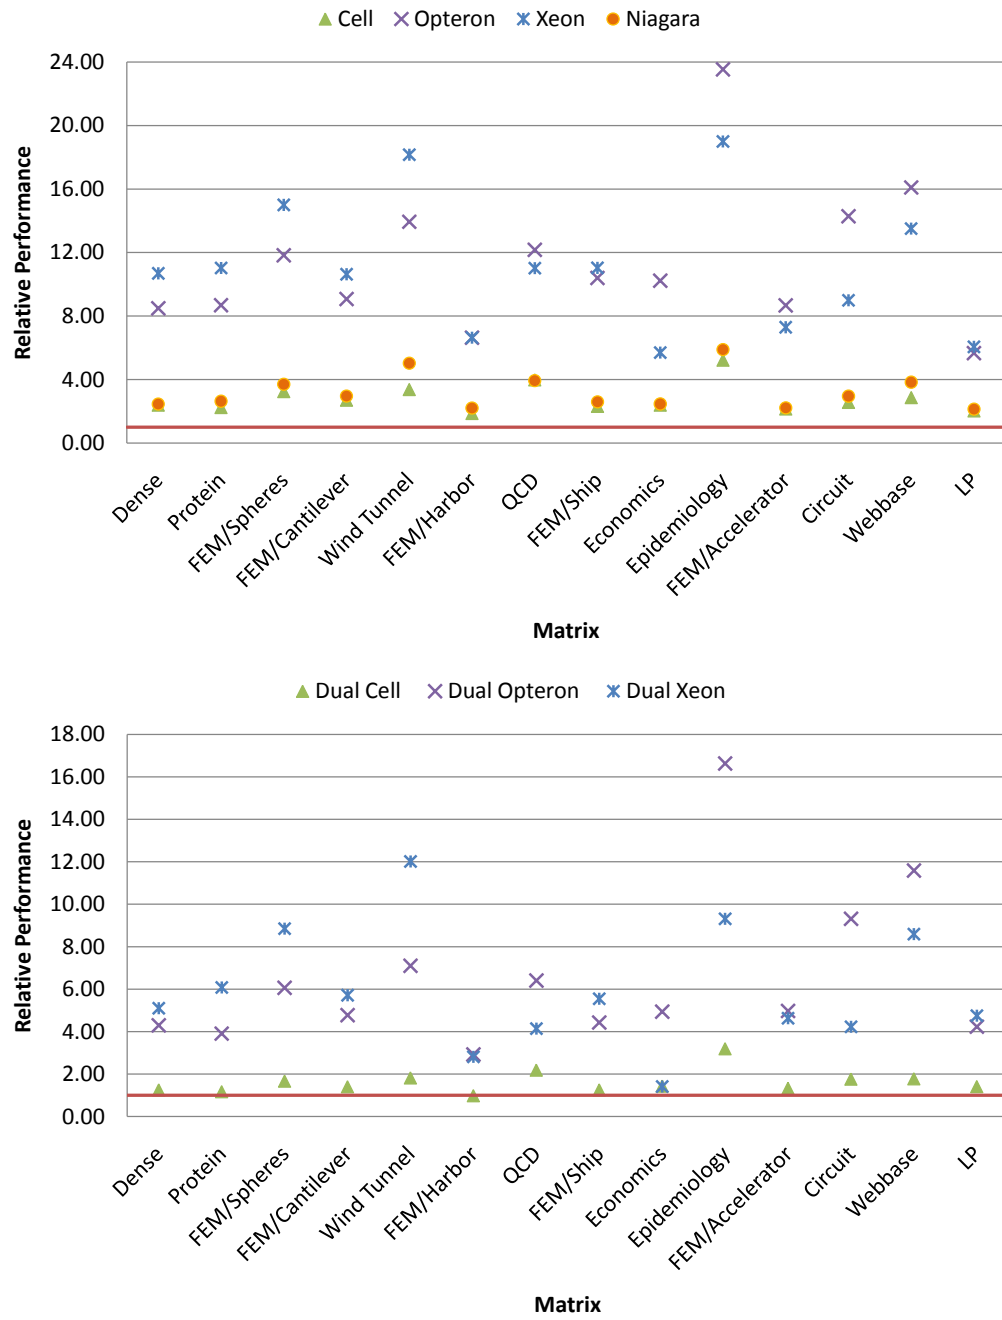 Cell Opteron Xeon Niagara
24.00
20.00
16.00
12.00
8.00
4.00
0.00
Relative Performance
Dense
Protein
FEM/Spheres
FEM/Cantilever
Wind Tunnel
FEM/Harbor
QCD
FEM/Ship
Economics
Epidemiology
FEM/Accelerator
Circuit
Webbase
LP
Matrix
Dual Cell Dual Opteron Dual Xeon
18.00
16.00
14.00
12.00
10.00
8.00
6.00
4.00
2.00
0.00
Relative Performance
Dense
Protein
FEM/Spheres
FEM/Cantilever
Wind Tunnel
FEM/Harbor
QCD
FEM/Ship
Economics
Epidemiology
FEM/Accelerator
Circuit
Webbase
LP
Matrix